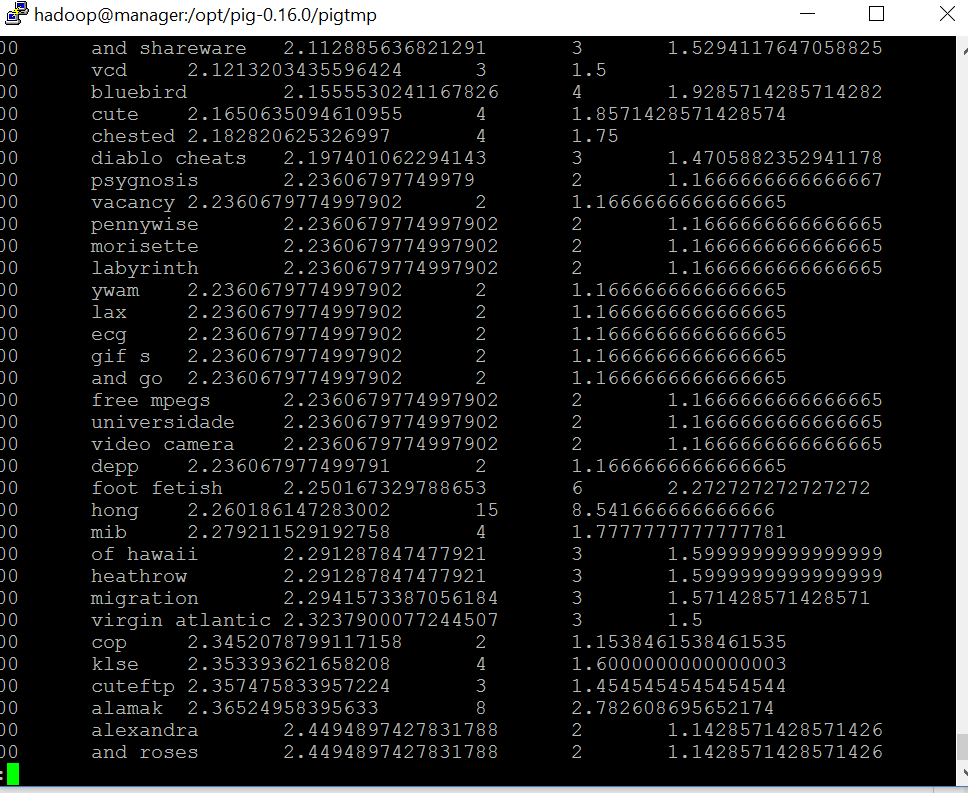 hadoop@manager:/opt/pig-0.16.0/pigtmp
00 and shareware 2.112885636821291 3 1.5294117647058825
00 vcd 2.1213203435596424 3 1.5
00 bluebird 2.1555530241167826 4 1.9285714285714282
00 cute 2.1650635094610955 4 1.8571428571428574
00 chested 2.182820625326997 4 1.75
00 diablo cheats 2.197401062294143 3 1.4705882352941178
00 psygnosis 2.23606797749979 2 1.1666666666666667
00 vacancy 2.2360679774997902 2 1.1666666666666665
00 pennywise 2.2360679774997902 2 1.1666666666666665
00 morisette 2.2360679774997902 2 1.1666666666666665
00 labyrinth 2.2360679774997902 2 1.1666666666666665
00 ywam 2.2360679774997902 2 1.1666666666666665
00 lax 2.2360679774997902 2 1.1666666666666665
00 ecg 2.2360679774997902 2 1.1666666666666665
00 gif s 2.2360679774997902 2 1.1666666666666665
00 and go 2.2360679774997902 2 1.1666666666666665
00 free mpegs 2.2360679774997902 2 1.1666666666666665
00 universidade 2.2360679774997902 2 1.1666666666666665
00 video camera 2.2360679774997902 2 1.1666666666666665
00 depp 2.236067977499791 2 1.1666666666666665
00 foot fetish 2.250167329788653 6 2.272727272727272
00 hong 2.260186147283002 15 8.541666666666666
00 mib 2.279211529192758 4 1.7777777777777781
00 of hawaii 2.291287847477921 3 1.5999999999999999
00 heathrow 2.291287847477921 3 1.5999999999999999
00 migration 2.2941573387056184 3 1.571428571428571
00 virgin atlantic 2.3237900077244507 3 1.5
00 cop 2.3452078799117158 2 1.1538461538461535
00 klse 2.353393621658208 4 1.6000000000000003
00 cuteftp 2.357475833957224 3 1.4545454545454544
00 alamak 2.36524958395633 8 2.782608695652174
00 alexandra 2.4494897427831788 2 1.1428571428571426
00 and roses 2.4494897427831788 2 1.1428571428571426
: